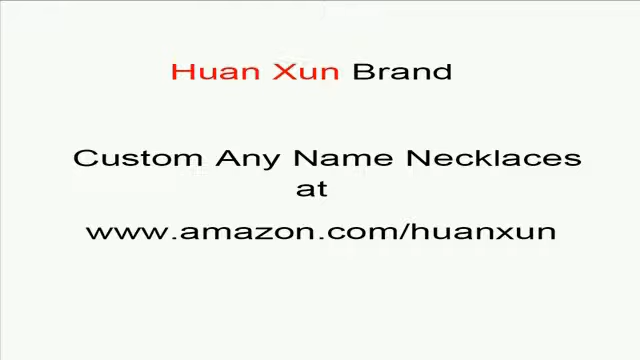 Huan Xun Brand
Custom Any Name Necklaces
at
www.amazon.com/huanxun